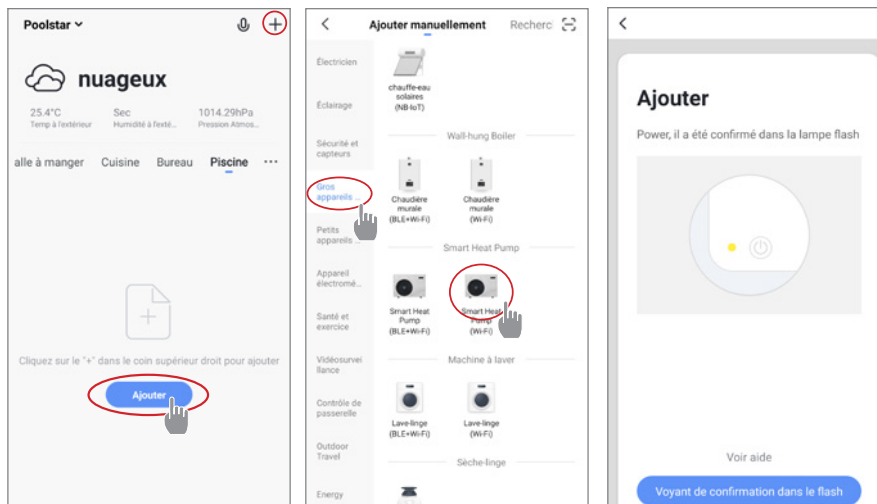 Poolstar
nuageux
25.4°C
Temp à l'extérieur
Sec
Humidité à l'exté...
1014.29hPa
Pression Atmos...
alle à manger
Cuisine
Bureau
Piscine
...
Cliquez sur le "+" dans le coin supérieur droit pour ajouter
Ajouter
Ajouter manuellement
Recherc
Électricien
Éclairage
Sécurité et
capteurs
Gros
appareils ...
Petits
appareils ...
Appareil
électromé...
Santé et
exercice
Vidéosurvei
llance
Contrôle de
passerelle
Outdoor
Travel
Energy
chauffe-eau
solaires
(NB-IoT)
Wall-hung Boiler
Chaudière
murale
(BLE+Wi-Fi)
Chaudière
murale
(Wi-Fi)
Smart Heat Pump
Smart Heat
Pump
(BLE+Wi-Fi)
Smart Heat
Pump
(Wi-Fi)
Machine à laver
Lave-linge
(BLE+Wi-Fi)
Lave-linge
(Wi-Fi)
Sèche-linge
Ajouter
Power, il a été confirmé dans la lampe flash
Voir aide
Voyant de confirmation dans le flash